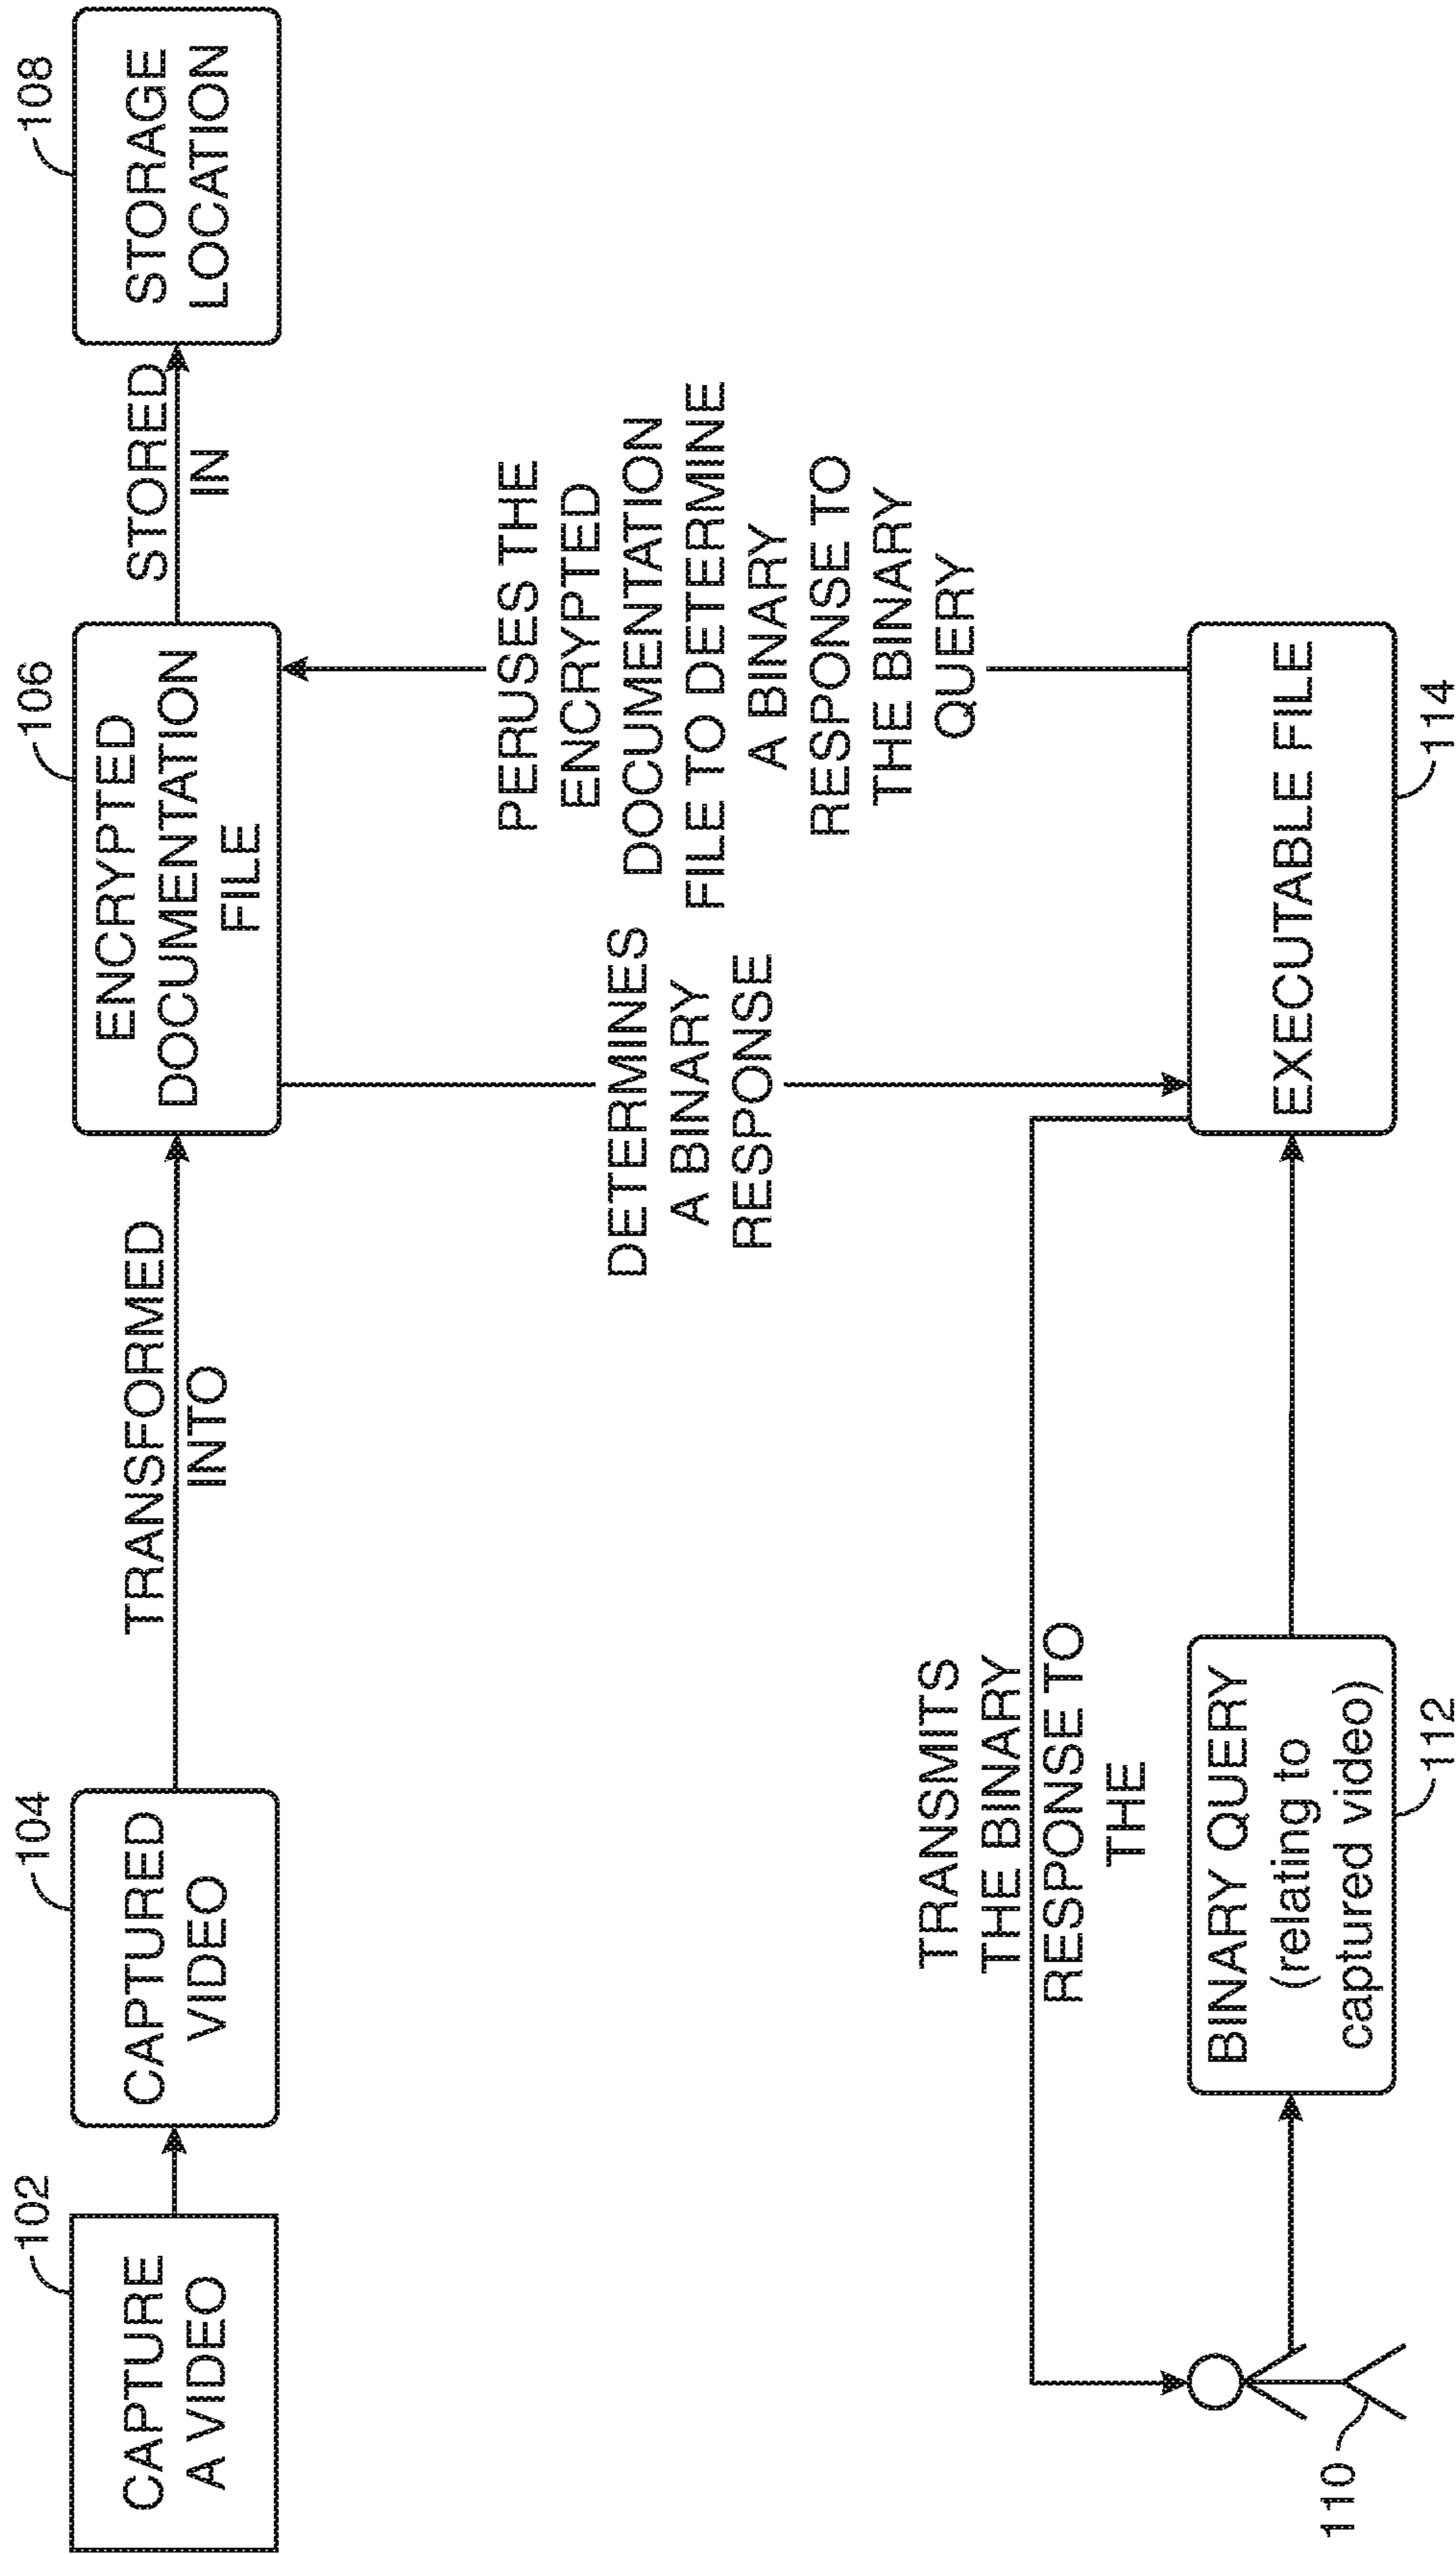 102
CAPTURE
A VIDEO
104
CAPTURED
VIDEO
TRANSFORMED
INTO
106
ENCRYPTED
DOCUMENTATION
FILE
STORED
IN
108
STORAGE
LOCATION
DETERMINES
A BINARY
RESPONSE
PERUSES THE
ENCRYPTED
DOCUMENTATION
FILE TO DETERMINE
A BINARY
RESPONSE TO
THE BINARY
QUERY
TRANSMITS
THE BINARY
RESPONSE TO
THE
110
BINARY QUERY
(relating to
captured video)
112
EXECUTABLE FILE
114